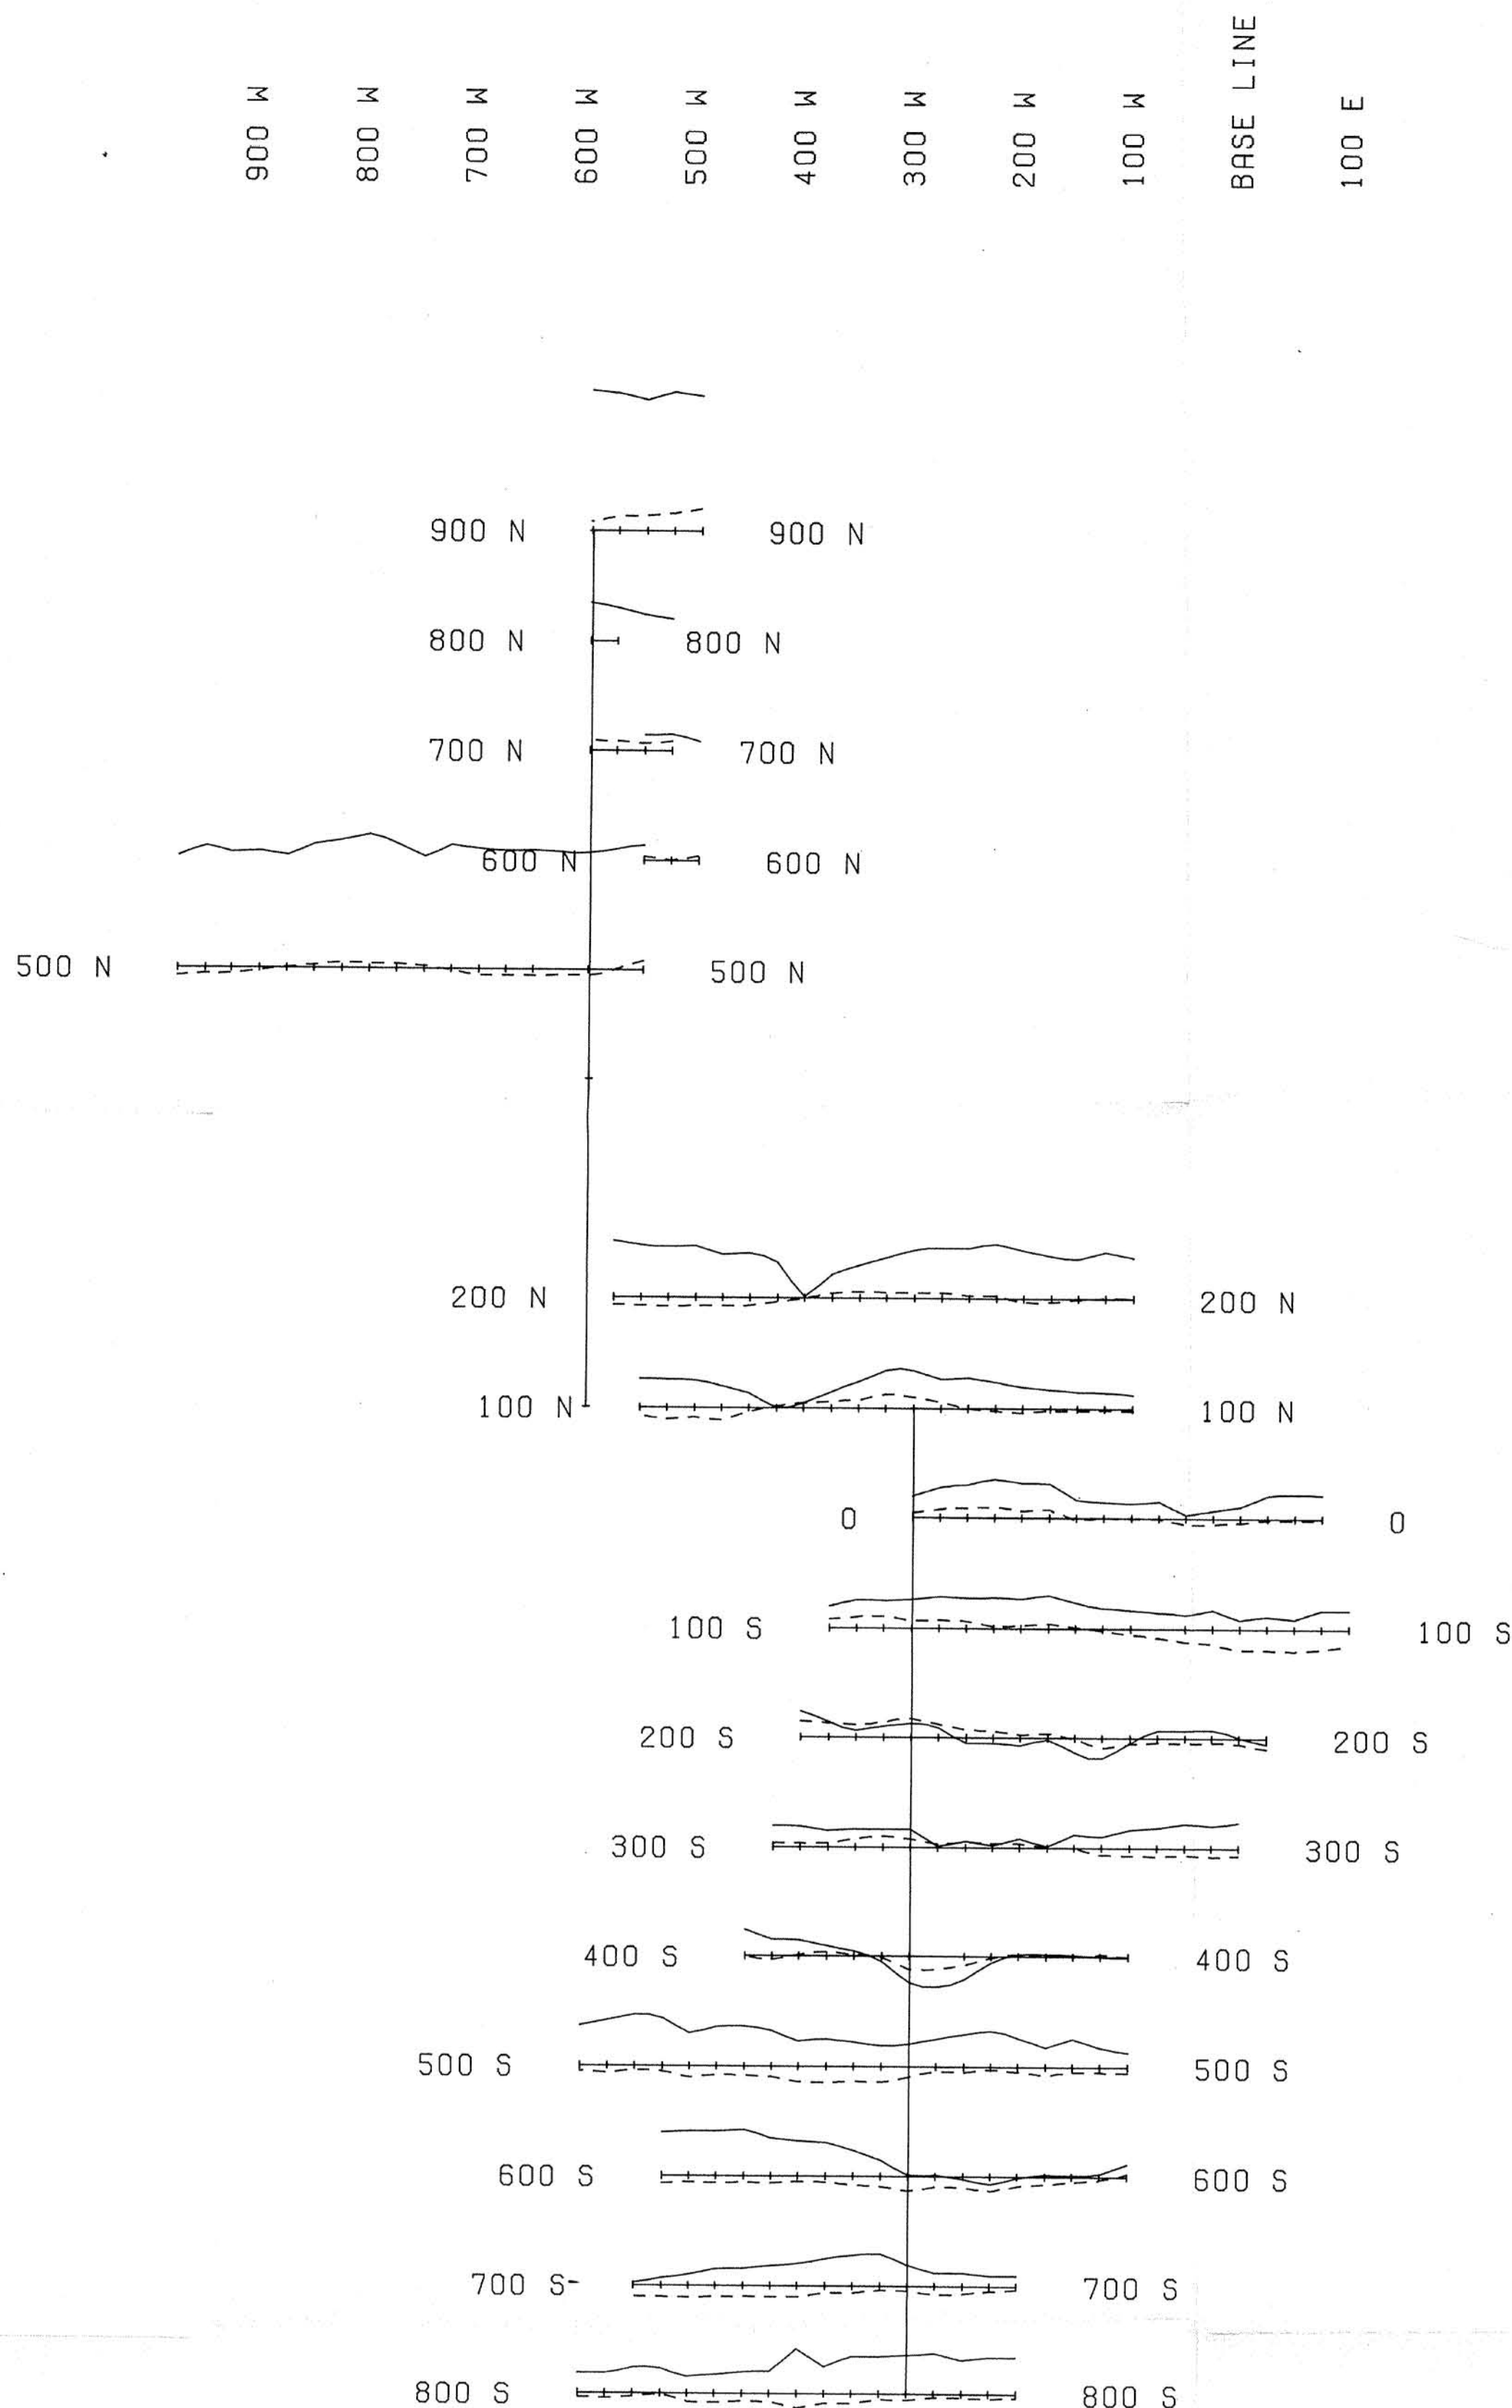 900 M
800 M
700 M
600 M
500 M
400 M
300 M
200 M
100 M
BASE LINE
100 E
900 N 900 N
800 N 800 N
700 N 700 N
600 N 600 N
500 N 500 N
200 N 200 N
100 N 100 N
0 0
100 S 100 S
200 S 200 S
300 S 300 S
400 S 400 S
500 S 500 S
600 S 600 S
700 S 700 S
800 S 800 S